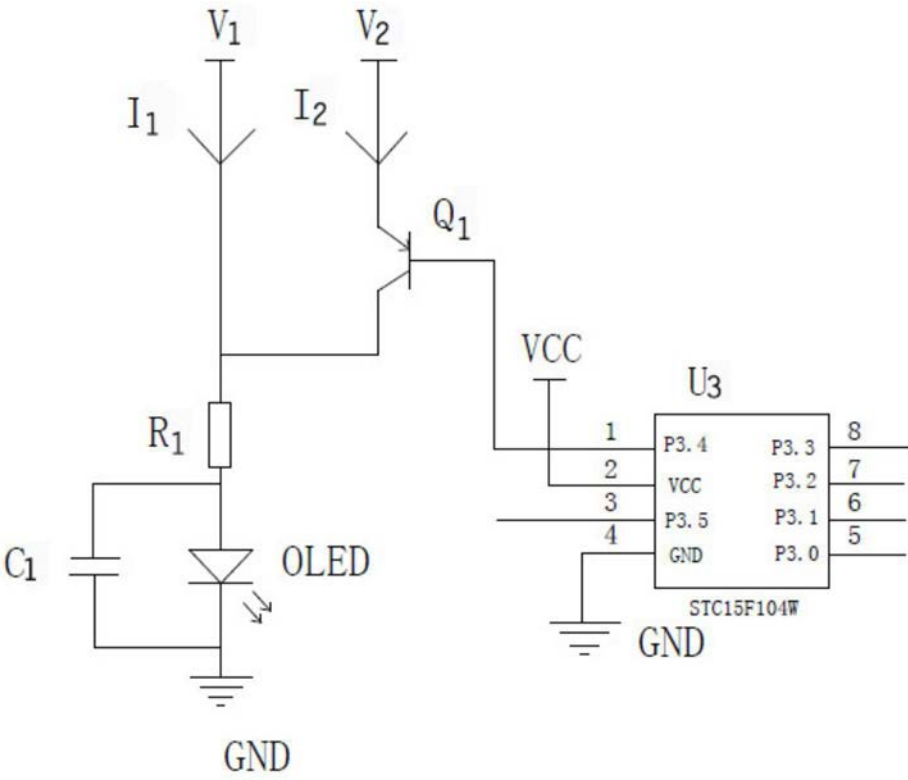 V1
V2
I1
I2
Q1
VCC
U3
R1
1
P3.4
P3.3
8
2
VCC
P3.2
7
3
P3.5
P3.1
6
4
GND
P3.0
5
C1
OLED
STC15F104W
GND
GND